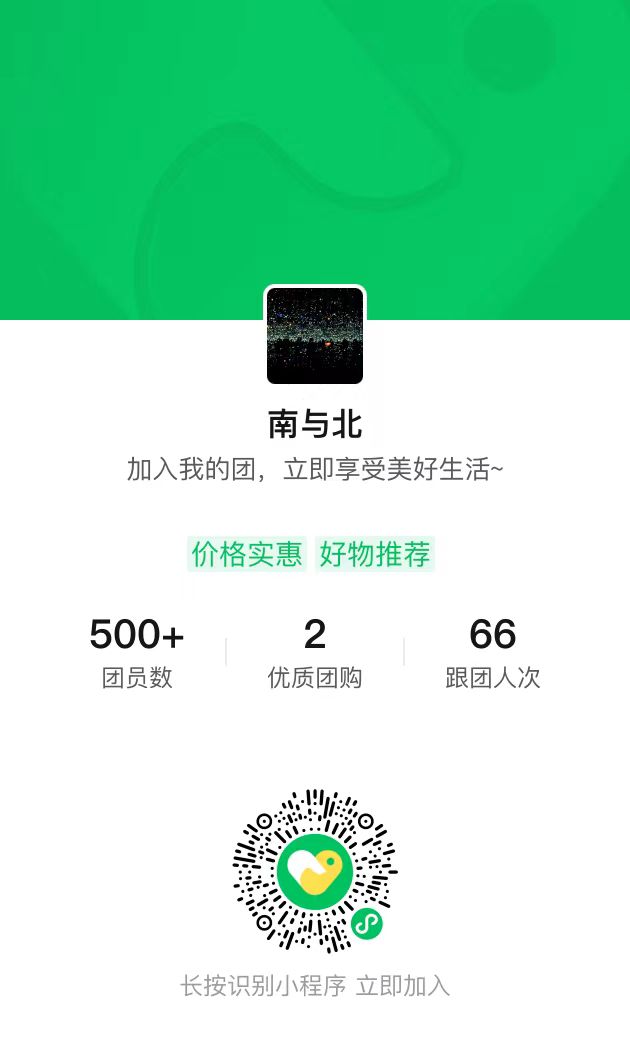 南与北
加入我的团，立即享受美好生活~
价格实惠 好物推荐
500+ 2 66
团员数 优质团购 跟团人次
长按识别小程序 立即加入